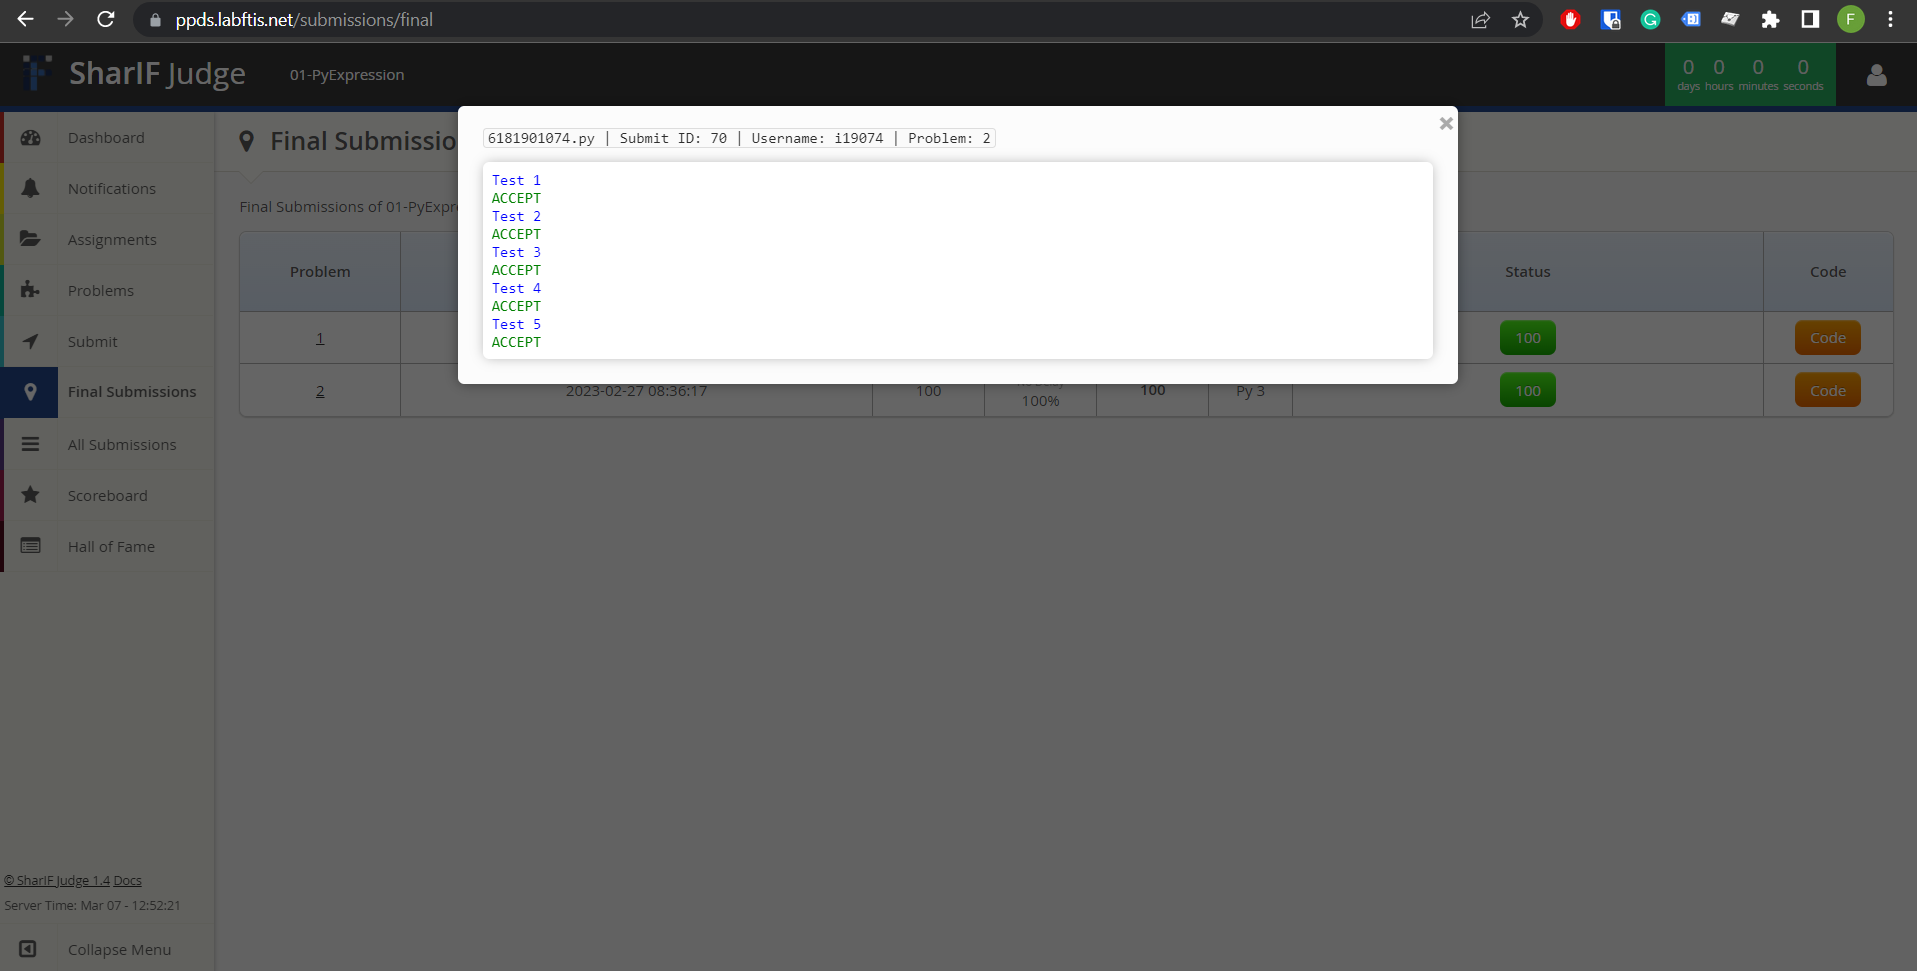 ppds.labftis.net/submissions/final
F
SharIF Judge
01-PyExpression
0 0 0 0
days hours minutes seconds
Dashboard
Notifications
Assignments
Problems
Submit
Final Submissions
All Submissions
Scoreboard
Hall of Fame
© SharIF Judge 1.4 Docs
Server Time: Mar 07 - 12:52:21
Collapse Menu
Final Submissio
Final Submissions of 01-PyExpr
6181901074.py | Submit ID: 70 | Username: i19074 | Problem: 2
Test 1
ACCEPT
Test 2
ACCEPT
Test 3
ACCEPT
Test 4
ACCEPT
Test 5
ACCEPT
Problem
Status
Code
1
100
Code
2
2023-02-27 08:36:17
100
100%
100
Py 3
100
Code